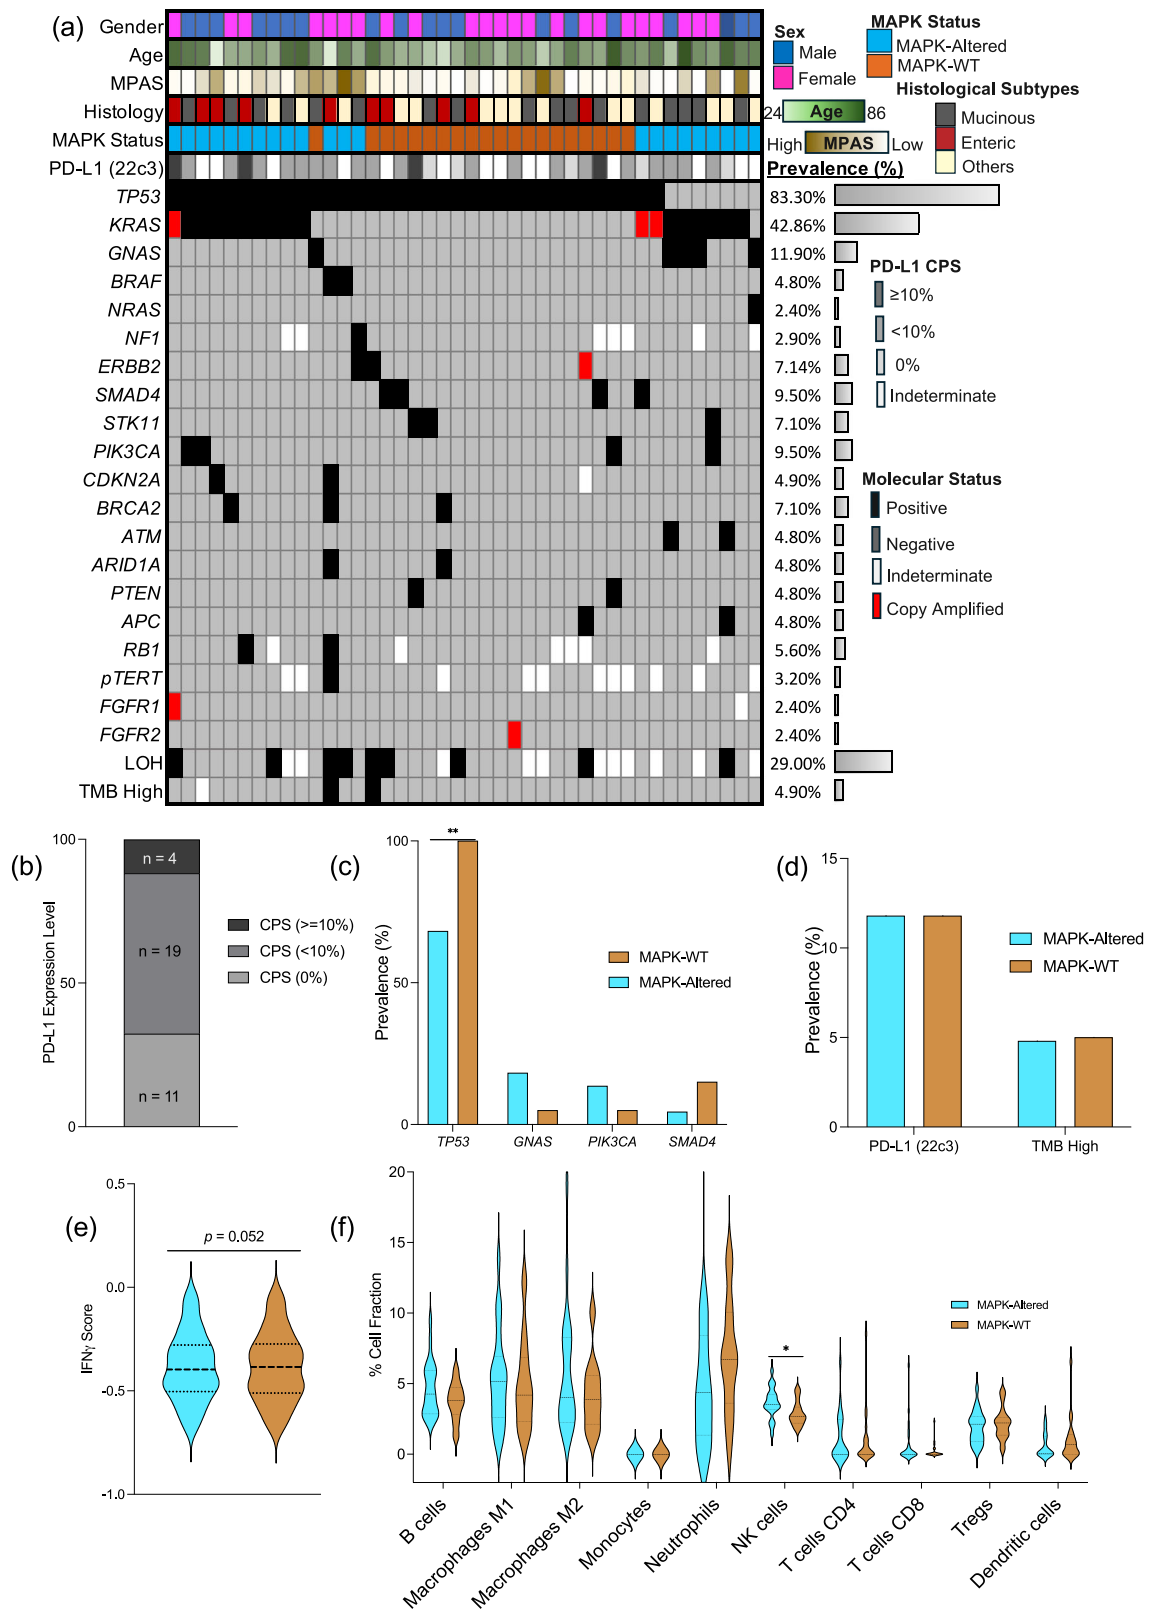 (a)
Gender
Age
MPAS
Histology
MAPK Status
PD-L1 (22c3)
TP53
KRAS
GNAS
BRAF
NRAS
NF1
ERBB2
SMAD4
STK11
PIK3CA
CDKN2A
BRCA2
ATM
ARID1A
PTEN
APC
RB1
pTERT
FGFR1
FGFR2
LOH
TMB High
Sex
Male
Female
MAPK Status
MAPK-Altered
MAPK-WT
24 Age 86
High MPAS Low
Histological Subtypes
Mucinous
Enteric
Others
Prevalence (%)
83.30%
42.86%
11.90%
4.80%
2.40%
2.90%
7.14%
9.50%
7.10%
9.50%
4.90%
7.10%
4.80%
4.80%
4.80%
4.80%
5.60%
3.20%
2.40%
2.40%
29.00%
4.90%
PD-L1 CPS
≥10%
<10%
0%
Indeterminate
Molecular Status
Positive
Negative
Indeterminate
Copy Amplified
(b)
PD-L1 Expression Level
100
50
0
n = 4
n = 19
n = 11
CPS (>=10%)
CPS (<10%)
CPS (0%)
(c)
Prevalence (%)
100
50
0
**
TP53
GNAS
PIK3CA
SMAD4
MAPK-WT
MAPK-Altered
(d)
Prevalence (%)
15
10
5
0
PD-L1 (22c3)
TMB High
MAPK-Altered
MAPK-WT
(e)
IFNγ Score
0.5
0.0
-0.5
-1.0
p = 0.052
(f)
% Cell Fraction
20
15
10
5
0
*
MAPK-Altered
MAPK-WT
B cells
Macrophages M1
Macrophages M2
Monocytes
Neutrophils
NK cells
T cells CD4
T cells CD8
Tregs
Dendritic cells